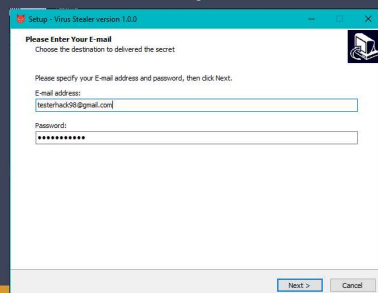 Setup - Virus Stealer version 1.0.0
Please Enter Your E-mail
Choose the destination to delivered the secret
Please specify your E-mail address and password, then click Next.
E-mail address:
testerhack98@gmail.com
Password:
Next >
Cancel